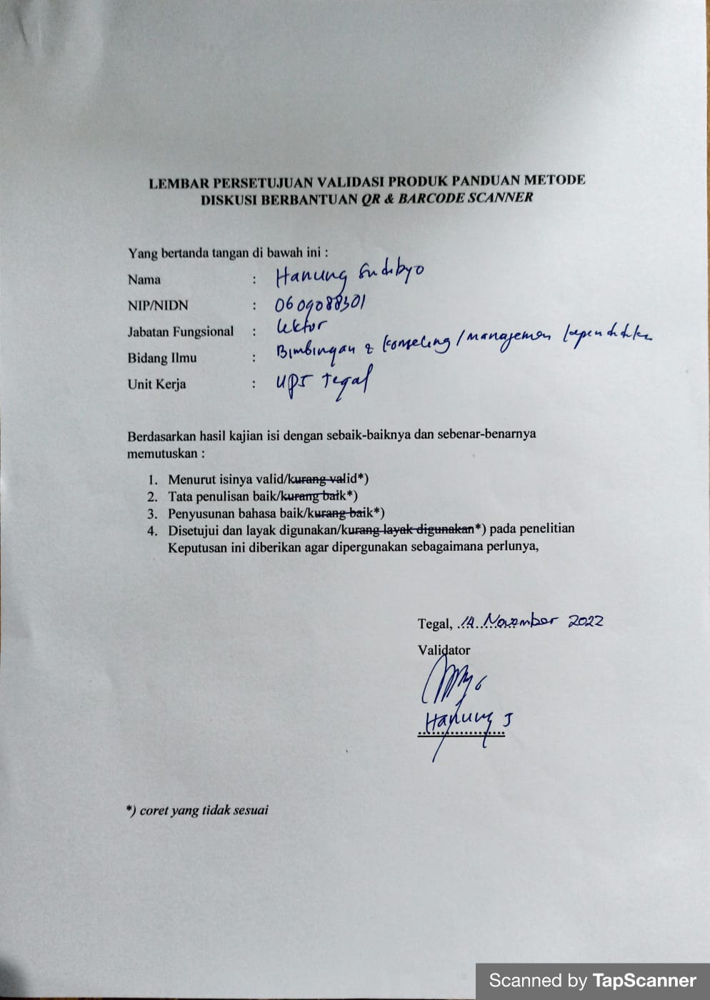 LEMBAR PERSETUJUAN VALIDASI PRODUK PANDUAN METODE
DISKUSI BERBANTUAN QR & BARCODE SCANNER
Yang bertanda tangan di bawah ini :
Nama : Hanung Sudibyo
NIP/NIDN : 0609088301
Jabatan Fungsional : Lektor
Bidang Ilmu : Bimbingan & Konseling / Manajemen kependidikan
Unit Kerja : UPS Tegal
Berdasarkan hasil kajian isi dengan sebaik-baiknya dan sebenar-benarnya
memutuskan :
1. Menurut isinya valid/kurang valid*)
2. Tata penulisan baik/kurang baik*)
3. Penyusunan bahasa baik/kurang baik*)
4. Disetujui dan layak digunakan/kurang layak digunakan*) pada penelitian
Keputusan ini diberikan agar dipergunakan sebagaimana perlunya,
Tegal, 14 November 2022
Validator
Hanung S
*) coret yang tidak sesuai
Scanned by TapScanner